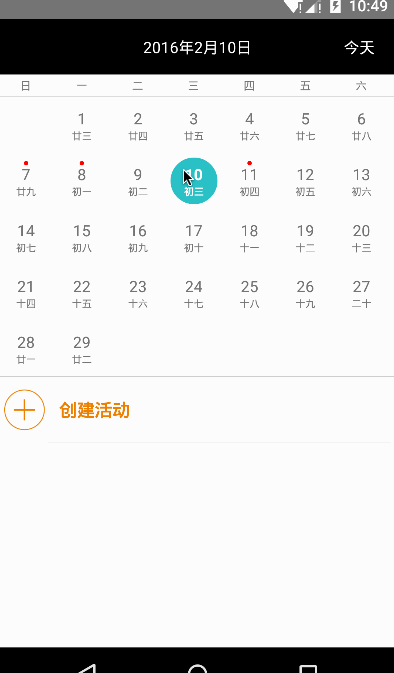 10:49
2016年2月10日 今天
日 一 二 三 四 五 六
1 2 3 4 5 6
廿三 廿四 廿五 廿六 廿七 廿八
7 8 9 10 11 12 13
廿九 初一 初二 初三 初四 初五 初六
14 15 16 17 18 19 20
初七 初八 初九 初十 十一 十二 十三
21 22 23 24 25 26 27
十四 十五 十六 十七 十八 十九 二十
28 29
廿一 廿二
创建活动